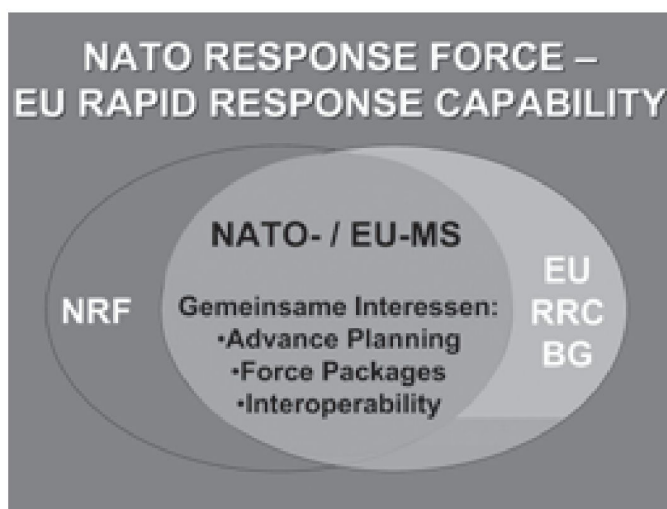 NATO RESPONSE FORCE –
EU RAPID RESPONSE CAPABILITY
NATO- / EU-MS
NRF
Gemeinsame Interessen:
•Advance Planning
•Force Packages
•Interoperability
EU
RRC
BG